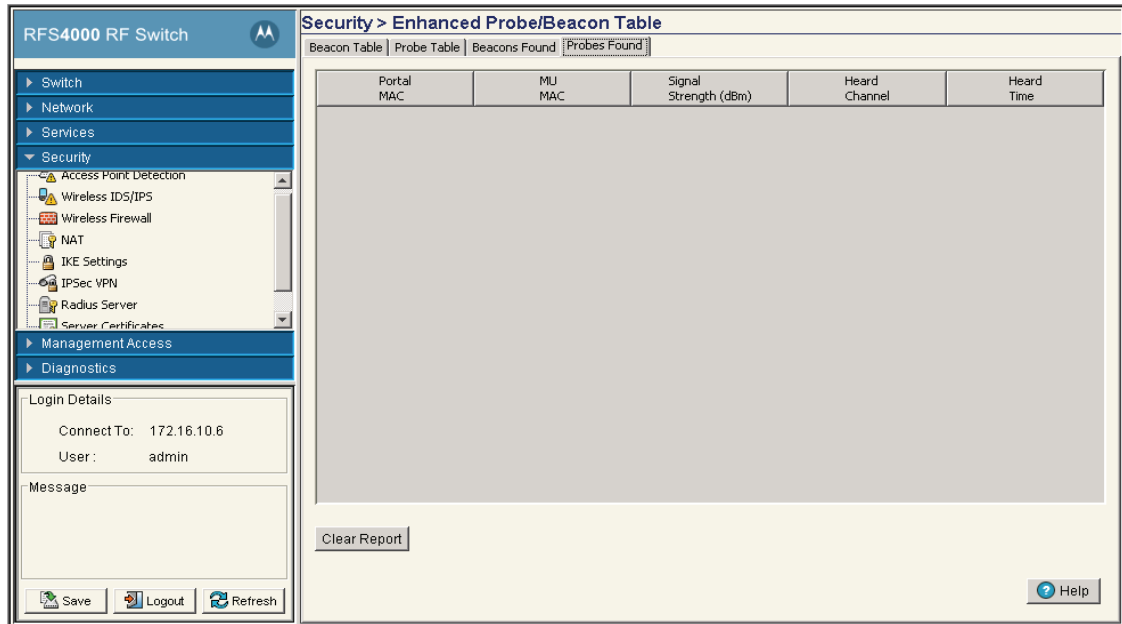 RFS4000 RF Switch
Switch
Network
Services
Security
Access Point Detection
Wireless IDS/IPS
Wireless Firewall
NAT
IKE Settings
IPSec VPN
Radius Server
Server Certificates
Management Access
Diagnostics
Login Details
Connect To: 172.16.10.6
User : admin
Message
Save Logout Refresh
Security > Enhanced Probe/Beacon Table
Beacon Table Probe Table Beacons Found Probes Found
Portal MAC MU MAC Signal Strength (dBm) Heard Channel Heard Time
Clear Report
Help